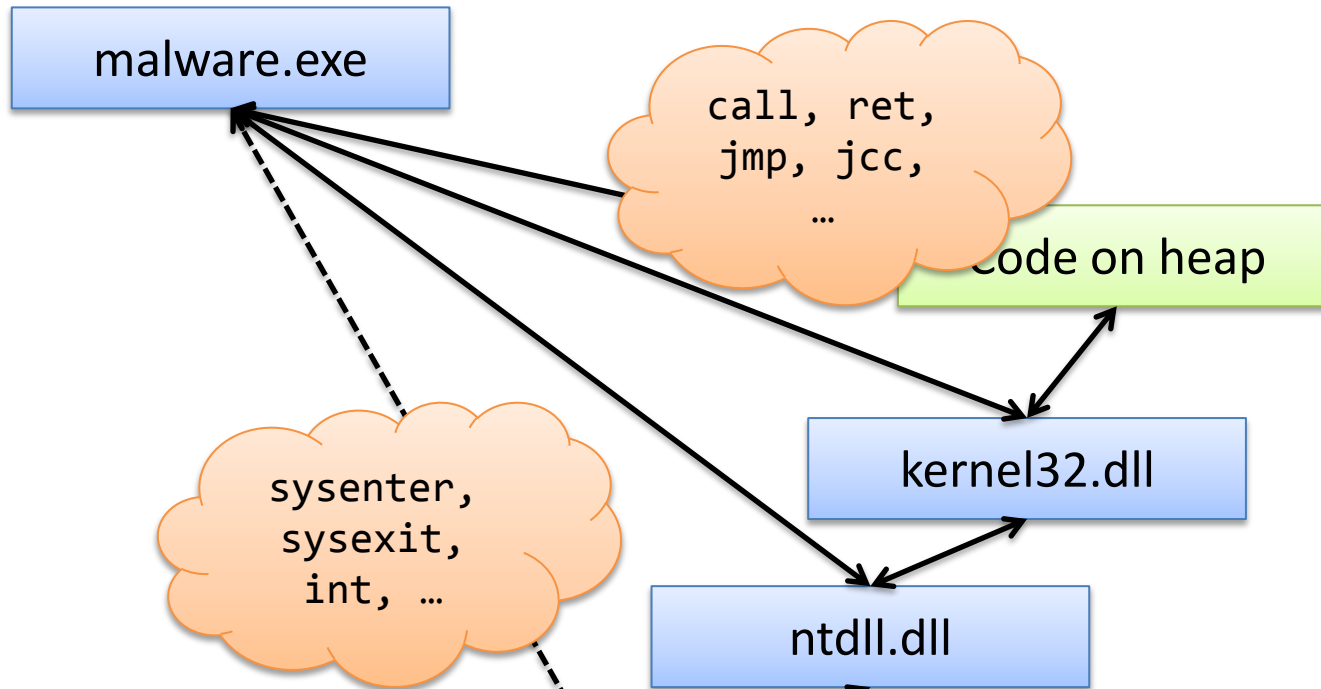 malware.exe
call, ret,
jmp, jcc,
…
Code on heap
kernel32.dll
sysenter,
sysexit,
int, …
ntdll.dll